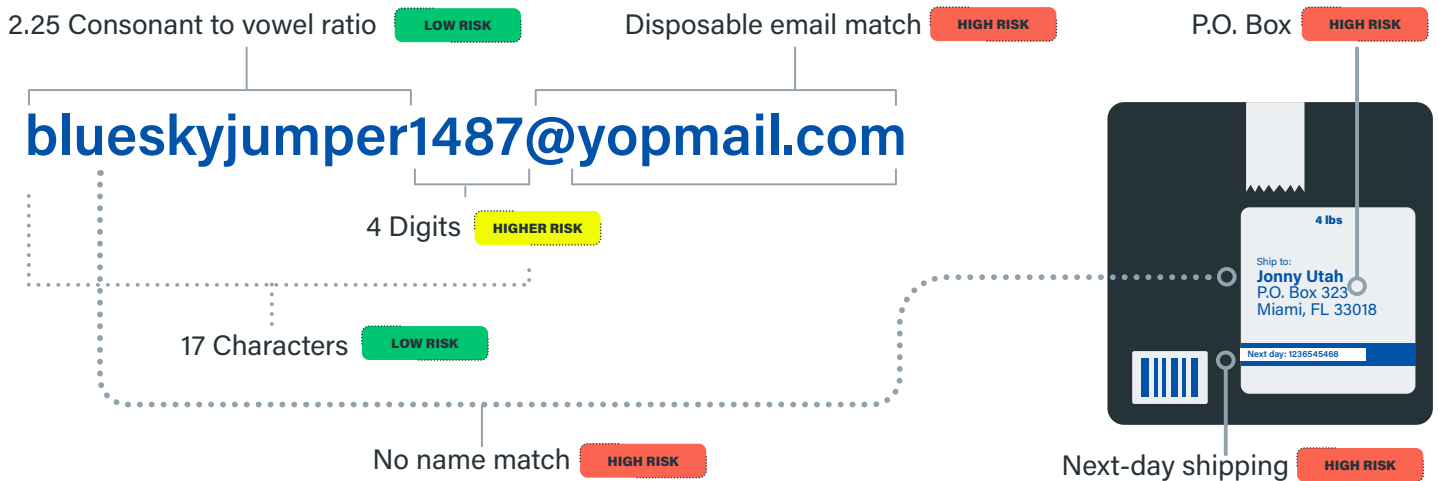 2.25 Consonant to vowel ratio LOW RISK
Disposable email match HIGH RISK
P.O. Box HIGH RISK
blueskyjumper1487@yopmail.com
4 Digits HIGHER RISK
17 Characters LOW RISK
No name match HIGH RISK
4 lbs
Ship to:
Jonny Utah
P.O. Box 323
Miami, FL 33018
Next day: 1236545468
Next-day shipping HIGH RISK